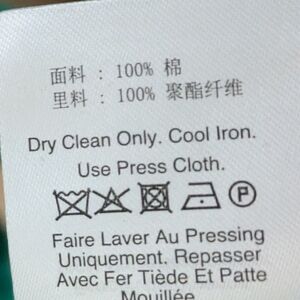 面料 : 100% 棉
里料 : 100% 聚酯纤维
Dry Clean Only. Cool Iron.
Use Press Cloth.
P
Faire Laver Au Pressing
Uniquement. Repasser
Avec Fer Tiède Et Patte
Mouillée.